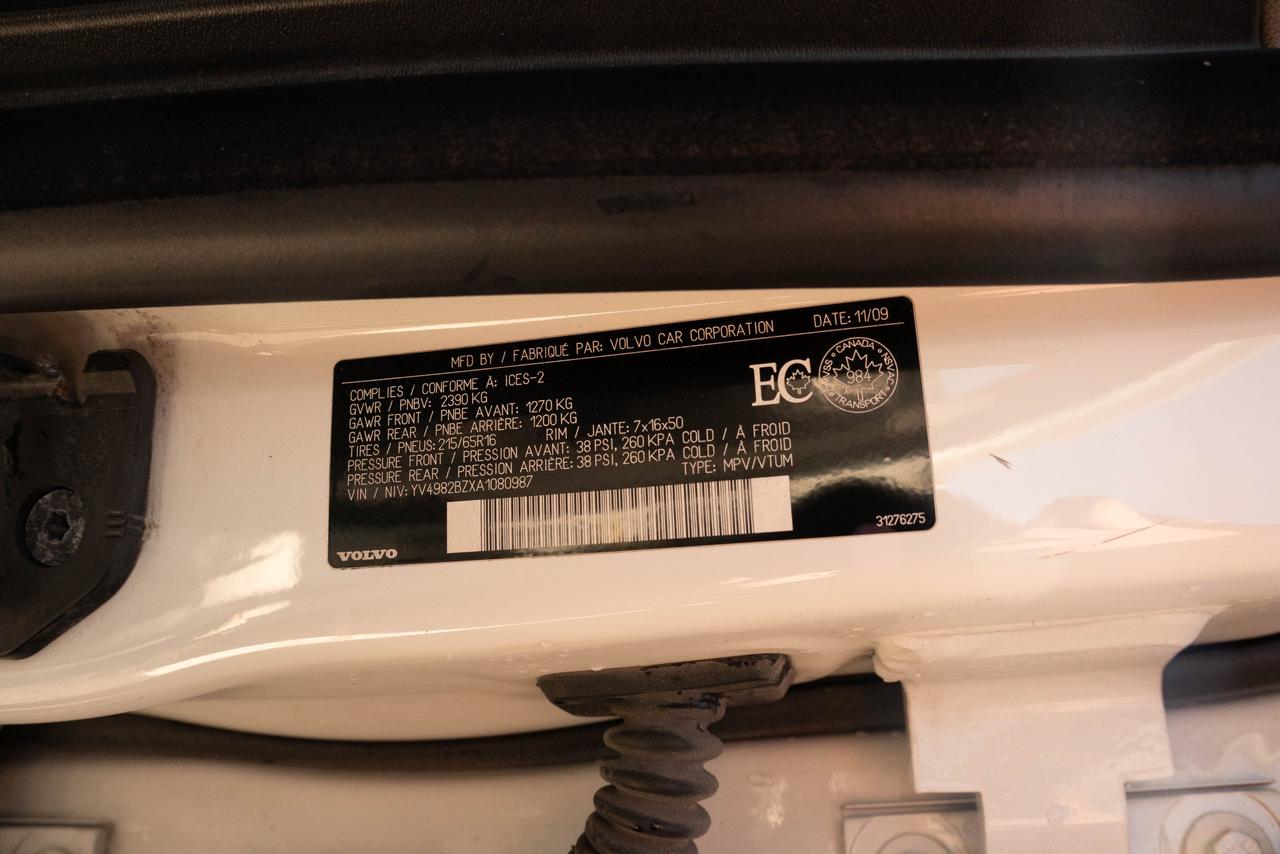 MFD BY / FABRIQUÉ PAR: VOLVO CAR CORPORATION DATE: 11/09
COMPLIES / CONFORME À: ICES-2
GVWR / PNBV: 2390 KG
GAWR FRONT / PNBE AVANT: 1270 KG
GAWR REAR / PNBE ARRIÈRE: 1200 KG
TIRES / PNEUS: 215/65R16 RIM / JANTE: 7x16x50
PRESSURE FRONT / PRESSION AVANT: 38 PSI, 260 KPA COLD / À FROID
PRESSURE REAR / PRESSION ARRIÈRE: 38 PSI, 260 KPA COLD / À FROID
VIN / NIV: YV4982BZXA1080987 TYPE: MPV/VTUM
EC
CANADA
NSVAC
984
TRANSPORT
VOLVO
31276275